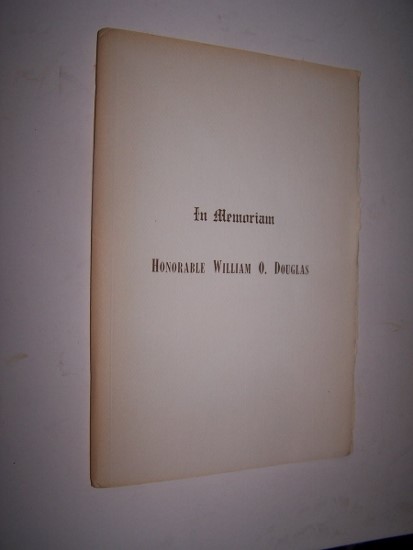 In Memoriam
HONORABLE WILLIAM O. DOUGLAS